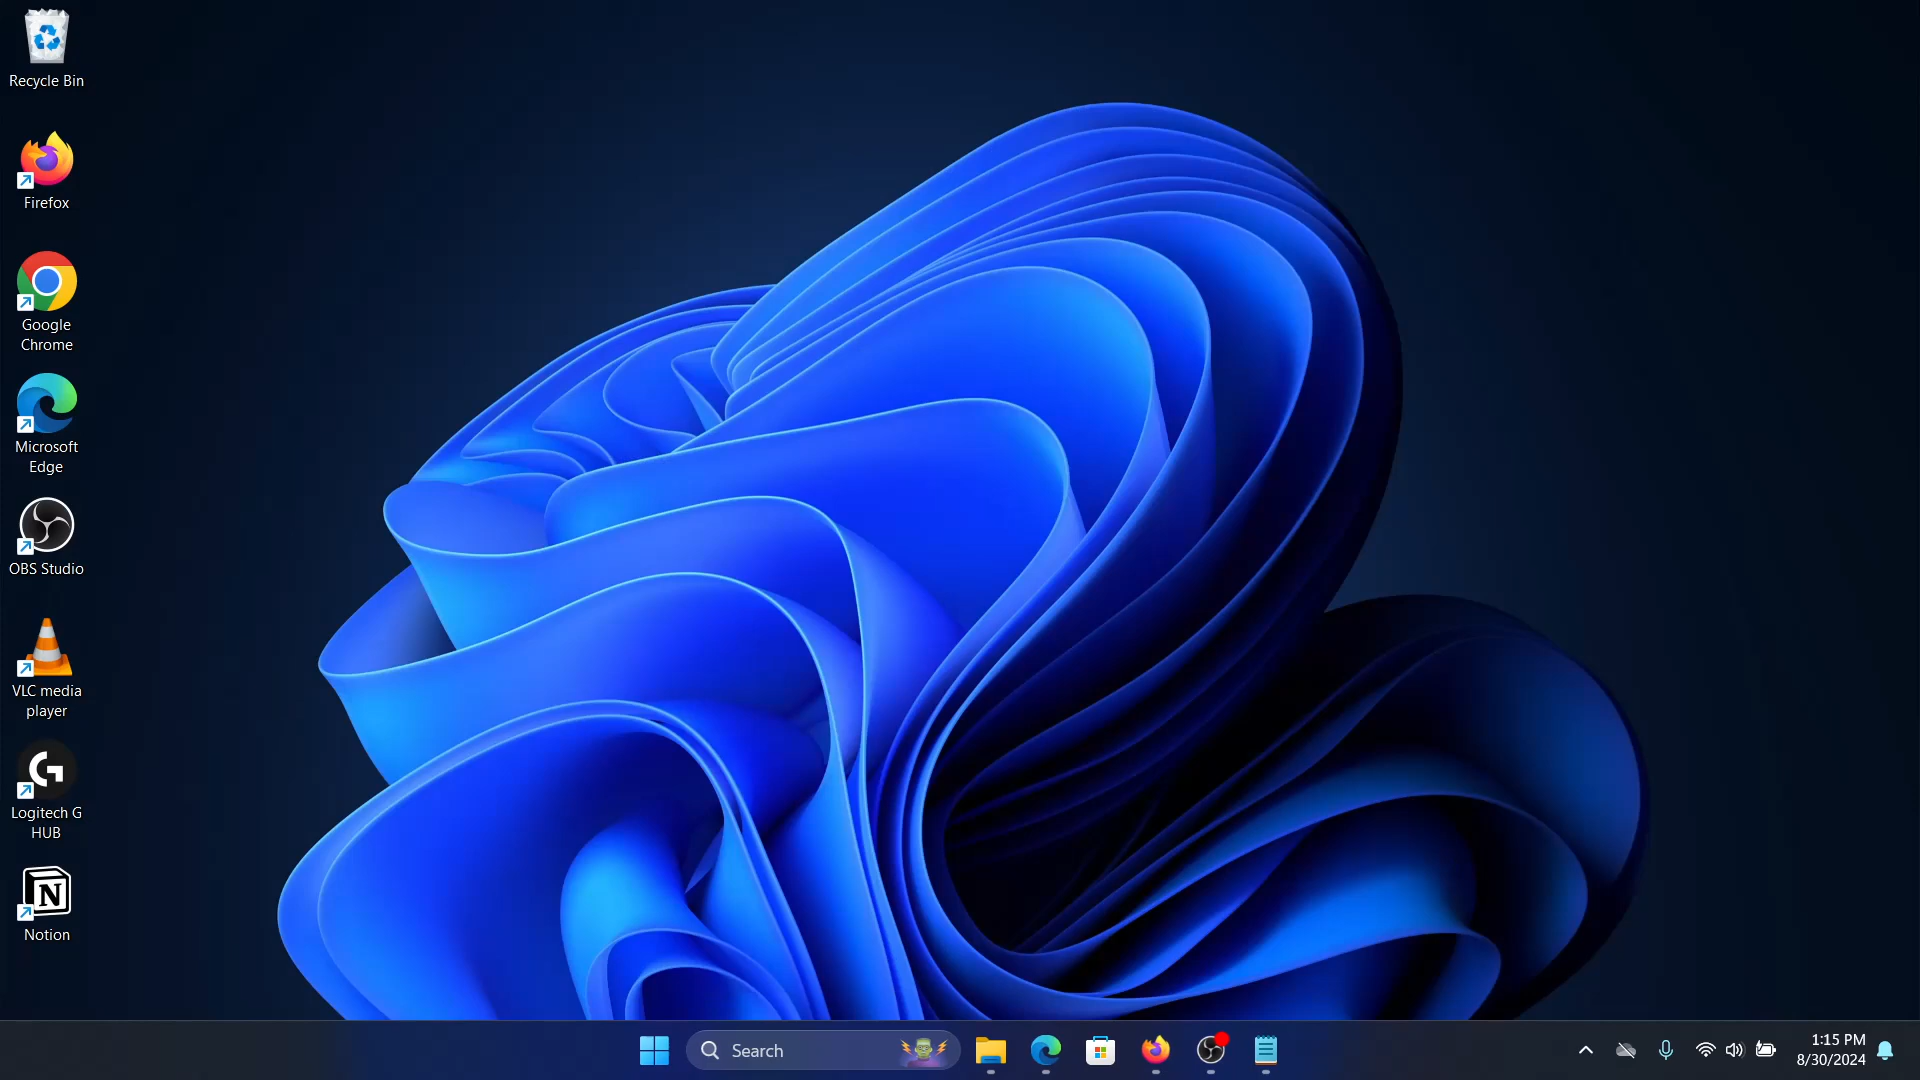 Recycle Bin
Firefox
Google
Chrome
Microsoft
Edge
OBS Studio
VLC media
player
Logitech G
HUB
Notion
Search
1:15 PM
8/30/2024